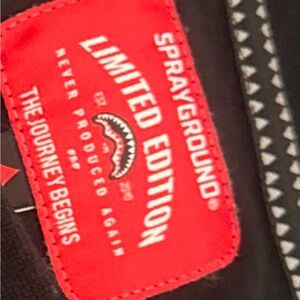 SPRAYGROUND®
LIMITED EDITION
EST 2010
NEVER PRODUCED AGAIN
THE JOURNEY BEGINS